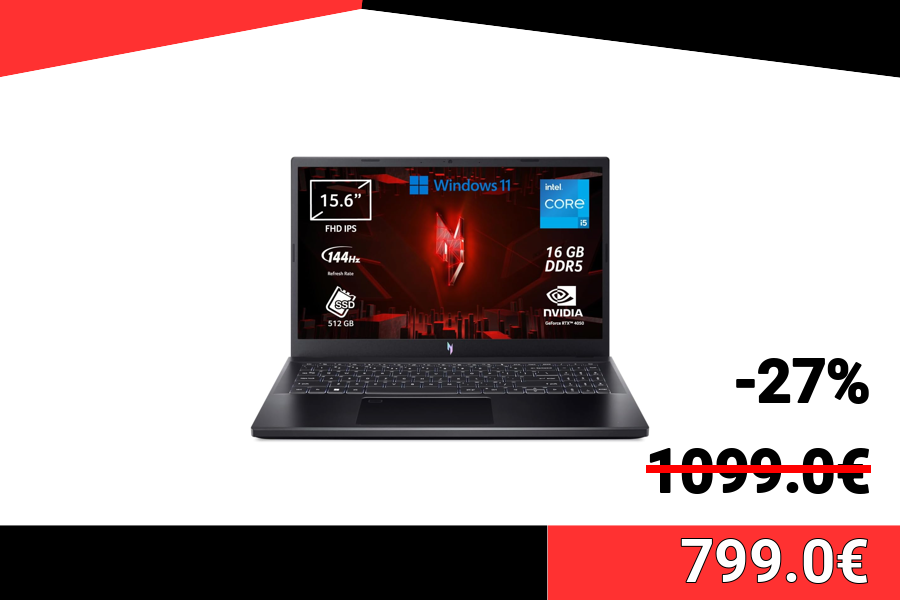 Windows 11
15.6”
FHD IPS
144Hz
Refresh Rate
SSD
512 GB
intel.
CORE
i5
16 GB
DDR5
NVIDIA
GeForce RTX™ 4050
-27%
1099.0€
799.0€